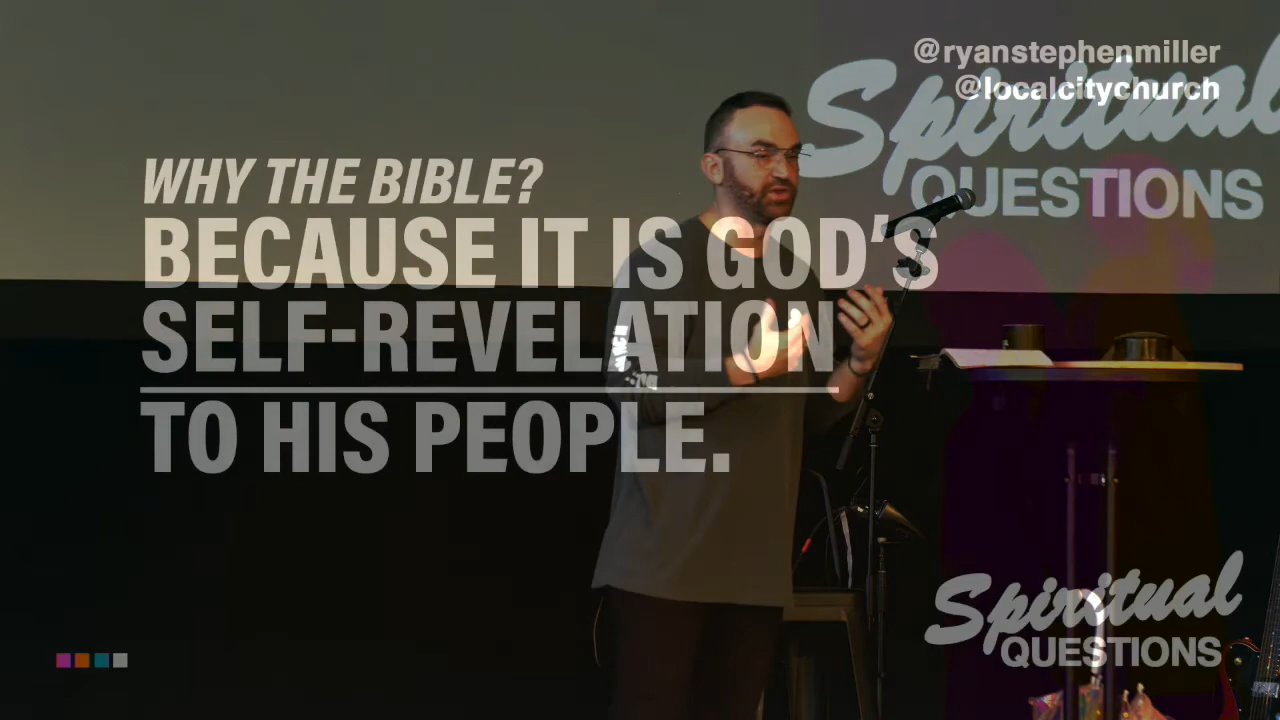 @ryanstephenmiller
@localcitychurch
Spiritual
QUESTIONS
WHY THE BIBLE?
BECAUSE IT IS GOD'S
SELF-REVELATION
TO HIS PEOPLE.
Spiritual
QUESTIONS